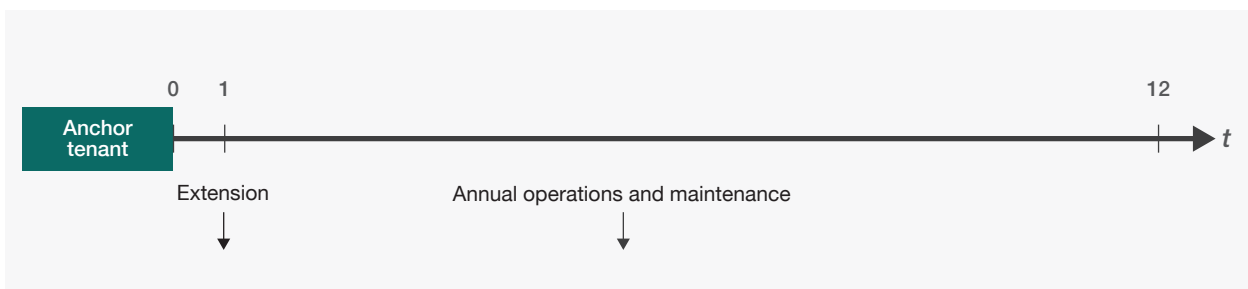 0 1 12
Anchor
tenant
t
Extension
Annual operations and maintenance